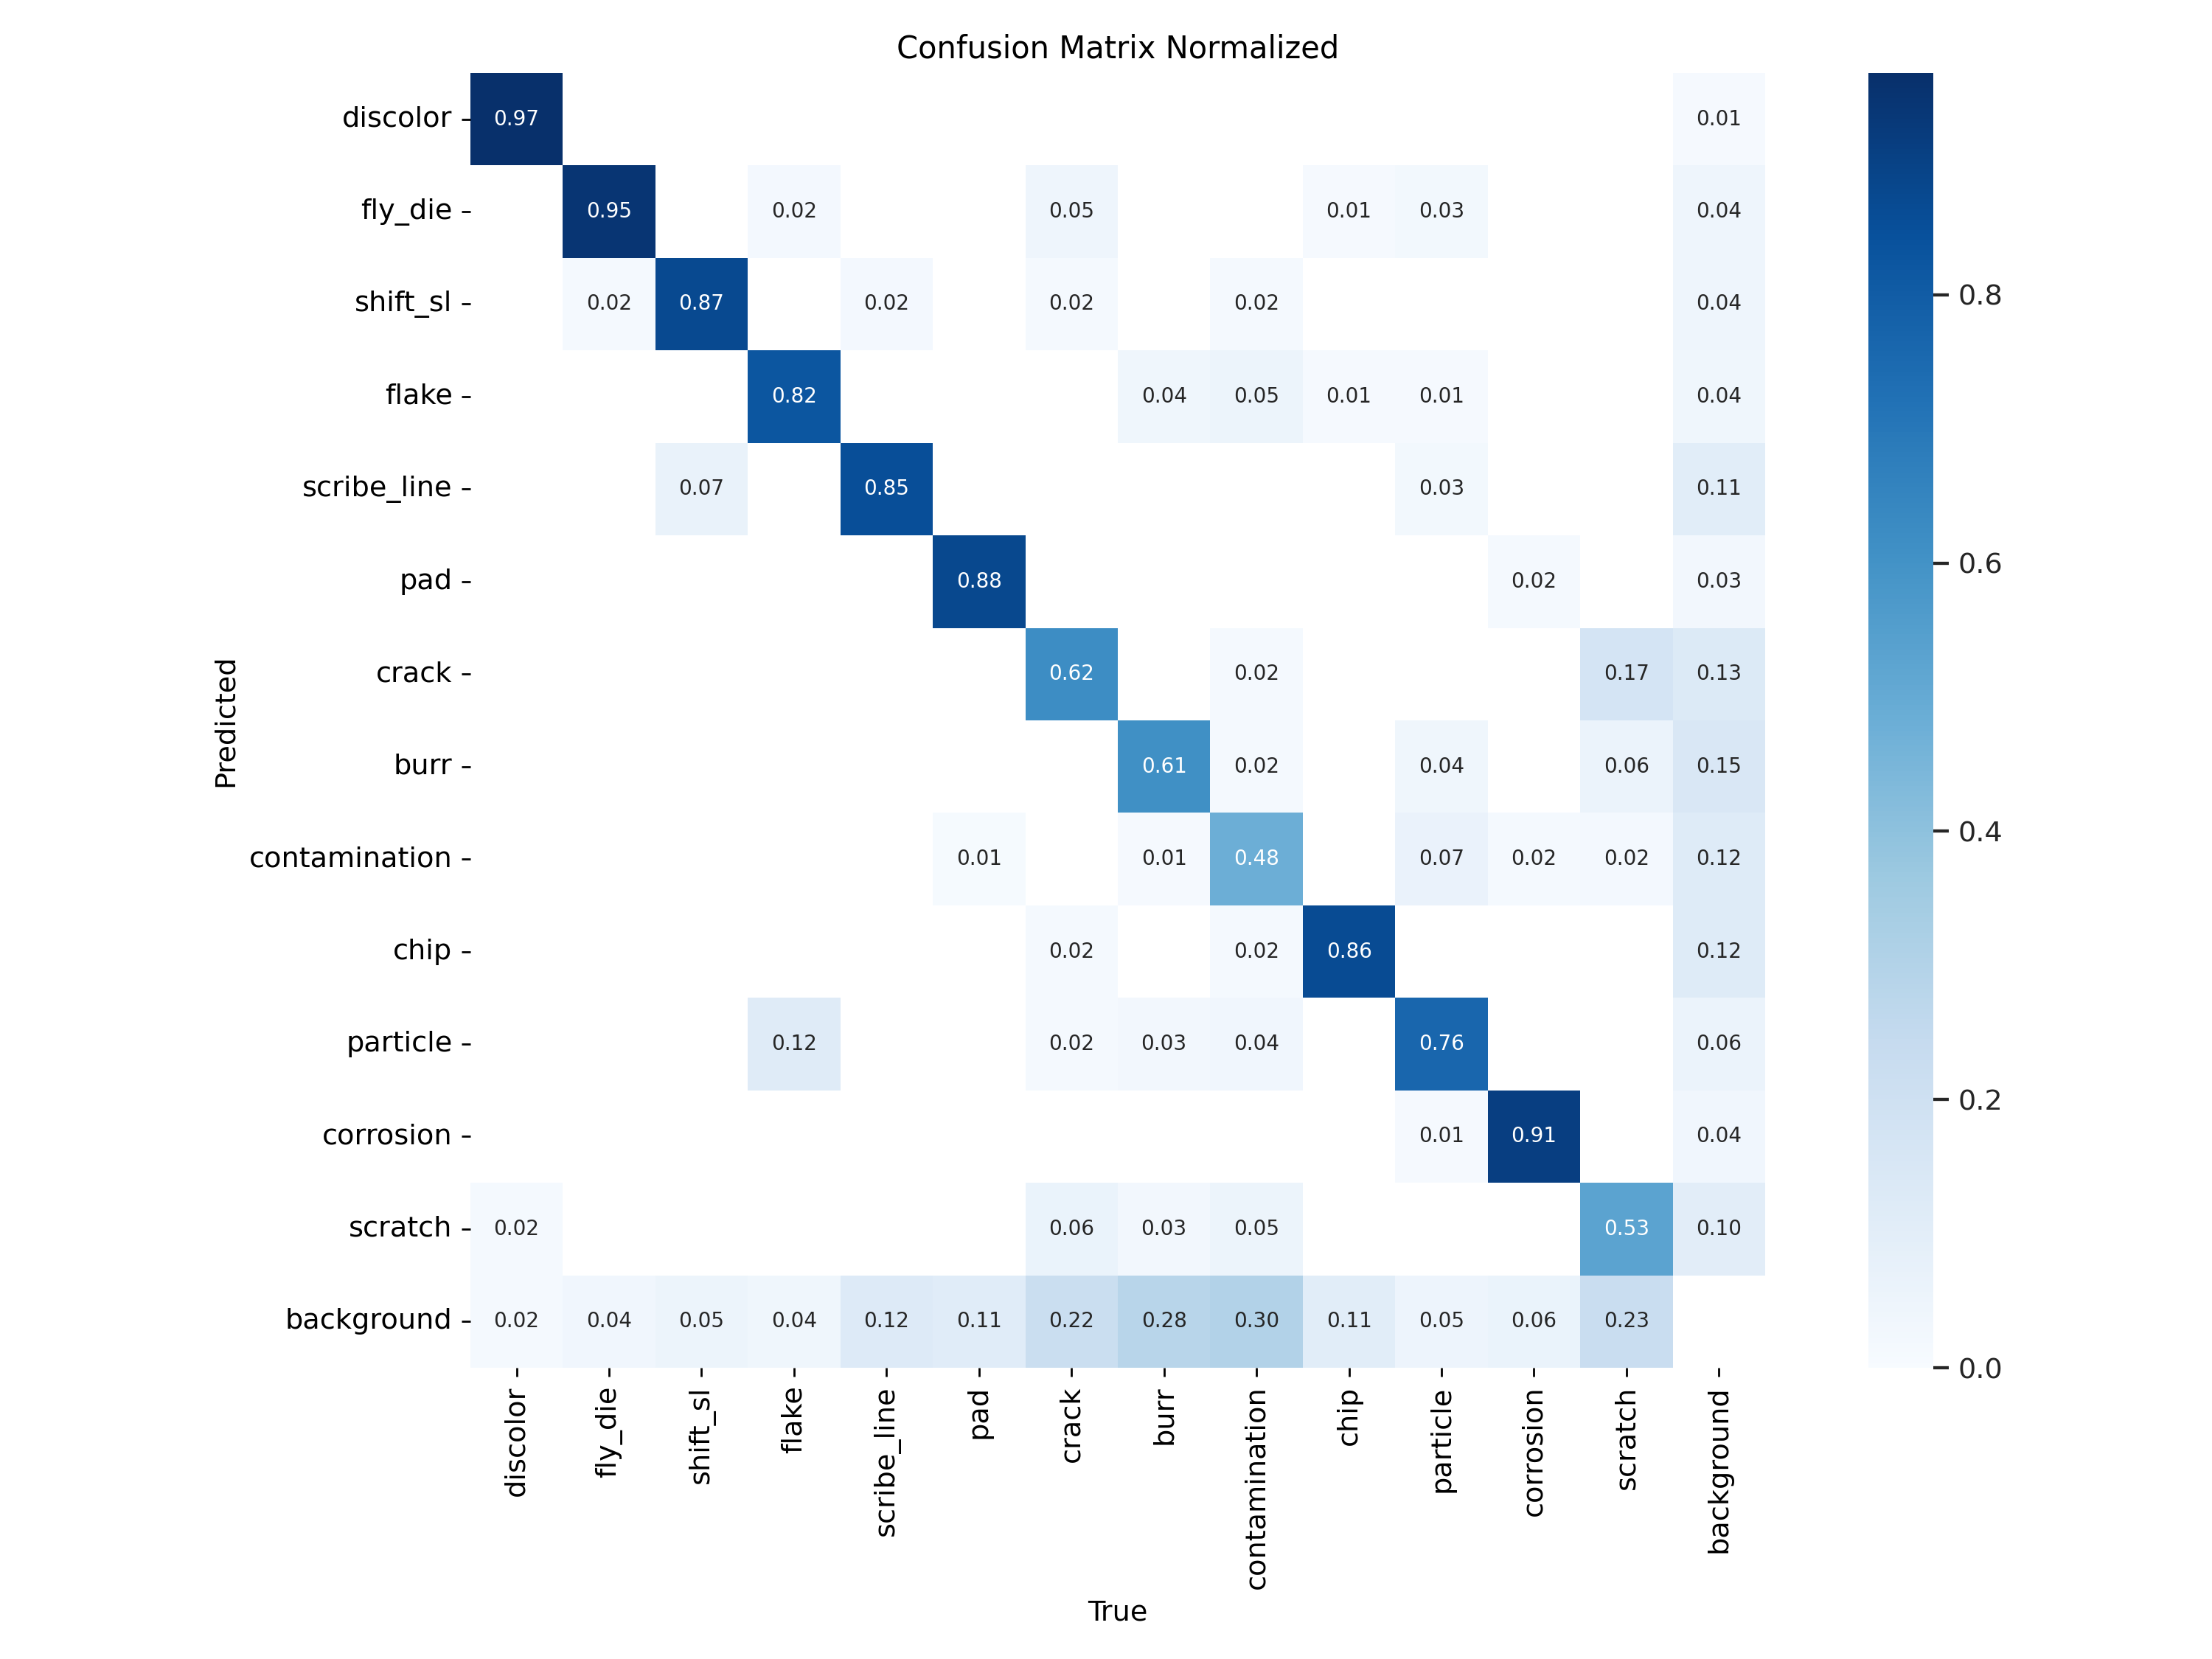 Confusion Matrix Normalized
discolor 0.97 0.01
fly_die 0.95 0.02 0.05 0.01 0.03 0.04
shift_sl 0.02 0.87 0.02 0.02 0.02 0.04 0.8
flake 0.82 0.04 0.05 0.01 0.01 0.04
scribe_line 0.07 0.85 0.03 0.11
pad 0.88 0.02 0.03 0.6
Predicted
crack 0.62 0.02 0.17 0.13
burr 0.61 0.02 0.04 0.06 0.15
contamination 0.01 0.01 0.48 0.07 0.02 0.02 0.12 0.4
chip 0.02 0.02 0.86 0.12
particle 0.12 0.02 0.03 0.04 0.76 0.06
corrosion 0.01 0.91 0.04 0.2
scratch 0.02 0.06 0.03 0.05 0.53 0.10
background 0.02 0.04 0.05 0.04 0.12 0.11 0.22 0.28 0.30 0.11 0.05 0.06 0.23
0.0
discolor fly_die shift_sl flake scribe_line pad crack burr contamination chip particle corrosion scratch background
True